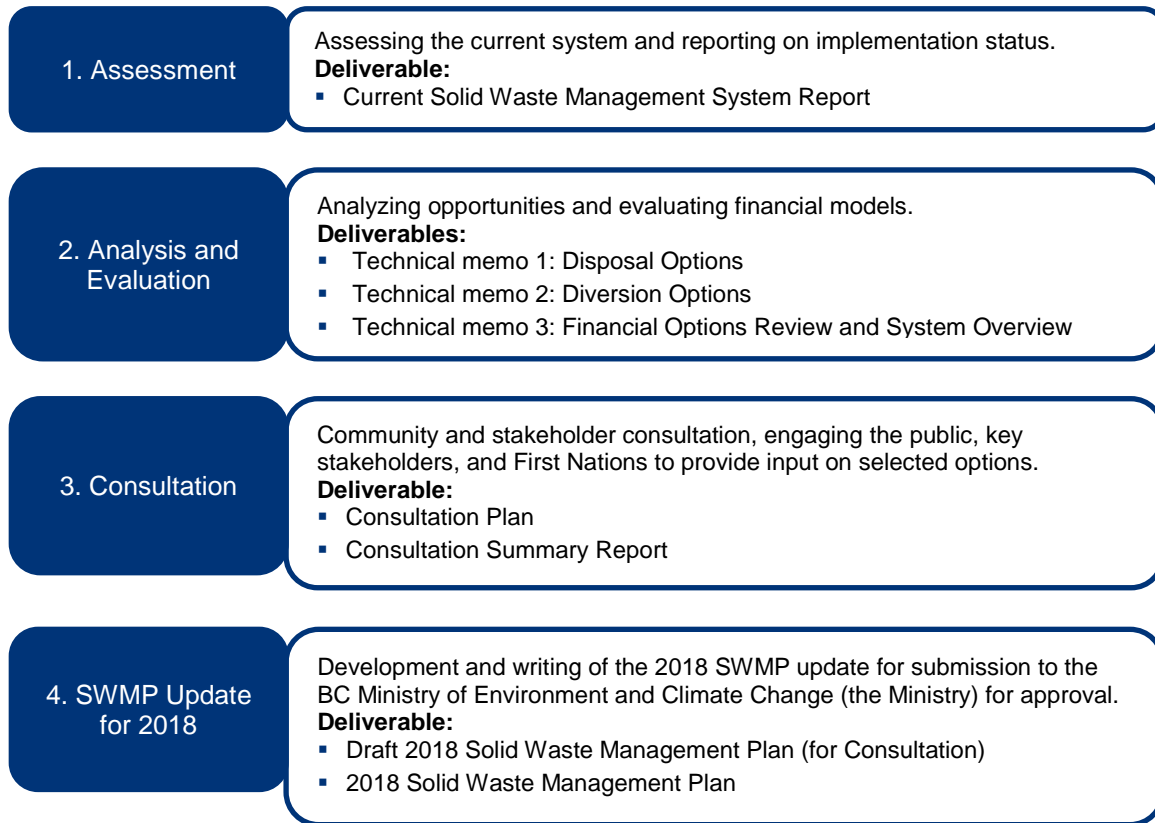 1. Assessment
Assessing the current system and reporting on implementation status.
Deliverable:
▪ Current Solid Waste Management System Report
2. Analysis and
Evaluation
Analyzing opportunities and evaluating financial models.
Deliverables:
▪ Technical memo 1: Disposal Options
▪ Technical memo 2: Diversion Options
▪ Technical memo 3: Financial Options Review and System Overview
3. Consultation
Community and stakeholder consultation, engaging the public, key
stakeholders, and First Nations to provide input on selected options.
Deliverable:
▪ Consultation Plan
▪ Consultation Summary Report
4. SWMP Update
for 2018
Development and writing of the 2018 SWMP update for submission to the
BC Ministry of Environment and Climate Change (the Ministry) for approval.
Deliverable:
▪ Draft 2018 Solid Waste Management Plan (for Consultation)
▪ 2018 Solid Waste Management Plan